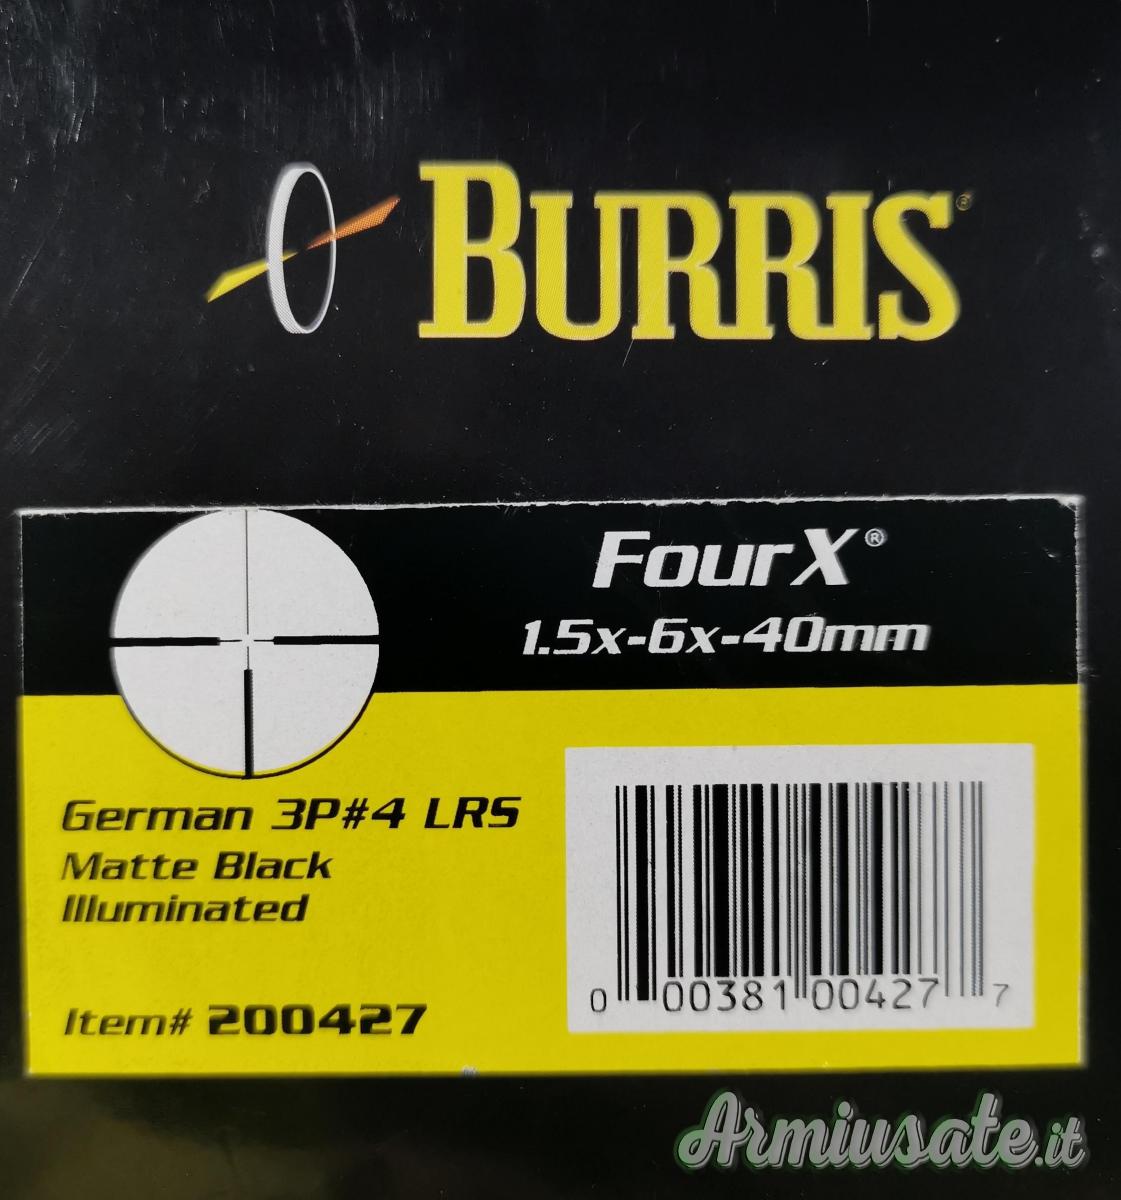 BURRIS®
FourX®
1.5x-6x-40mm
German 3P#4 LRS
Matte Black
Illuminated
Item# 200427
0 00381 00427 7
Armiusate.it